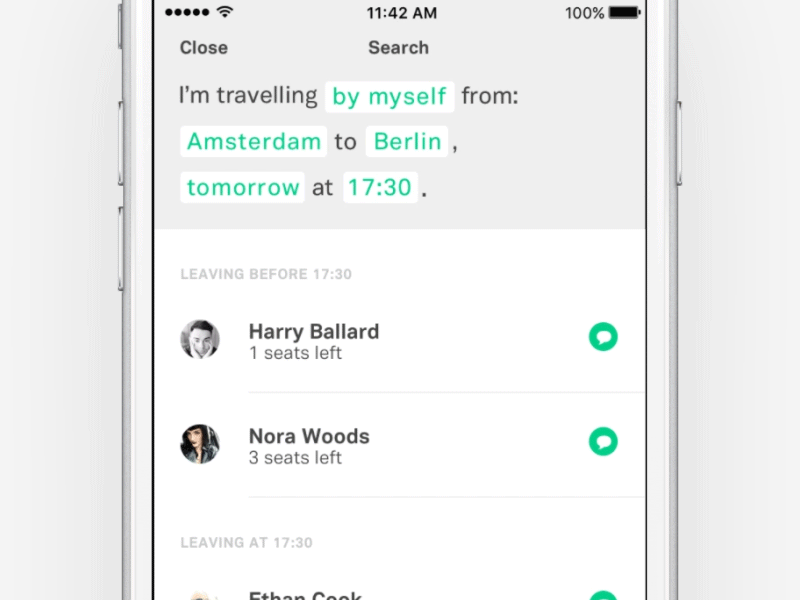 11:42 AM 100%
Close Search
I'm travelling by myself from:
Amsterdam to Berlin ,
tomorrow at 17:30 .
LEAVING BEFORE 17:30
Harry Ballard
1 seats left
Nora Woods
3 seats left
LEAVING AT 17:30
Ethan Cook